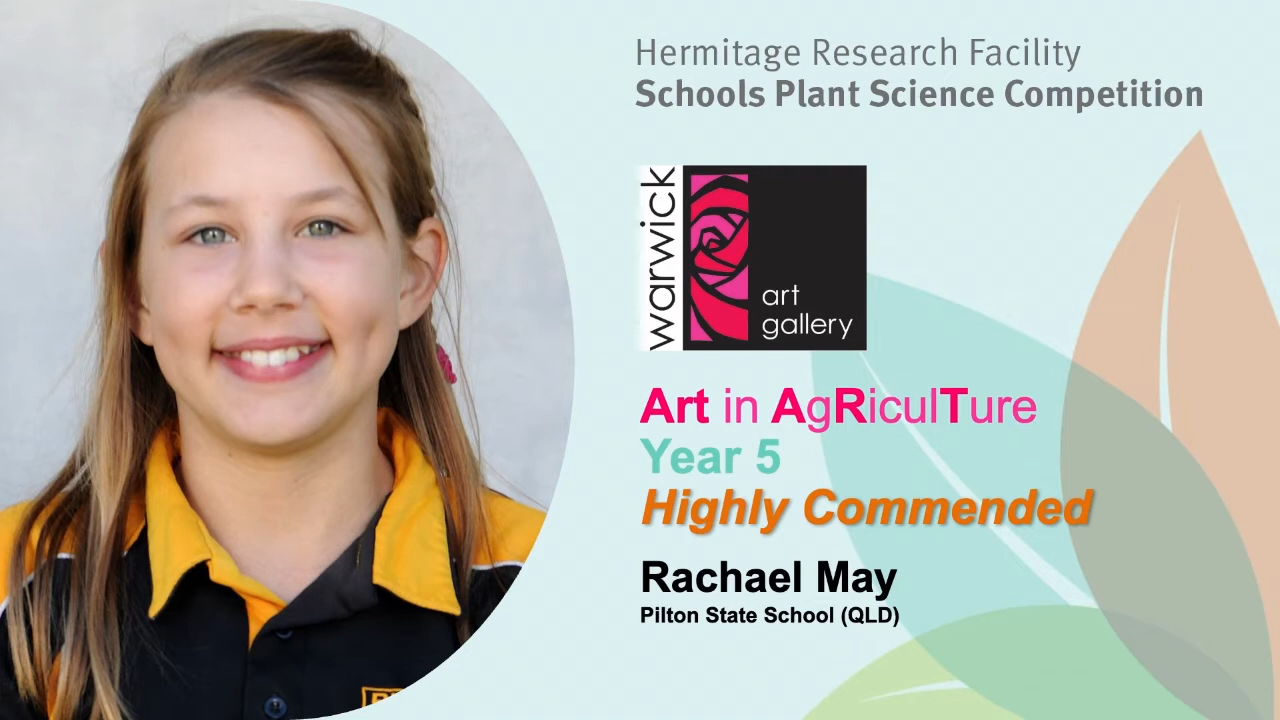 Hermitage Research Facility
Schools Plant Science Competition
warwick
art
gallery
Art in AgRiculTure
Year 5
Highly Commended
Rachael May
Pilton State School (QLD)